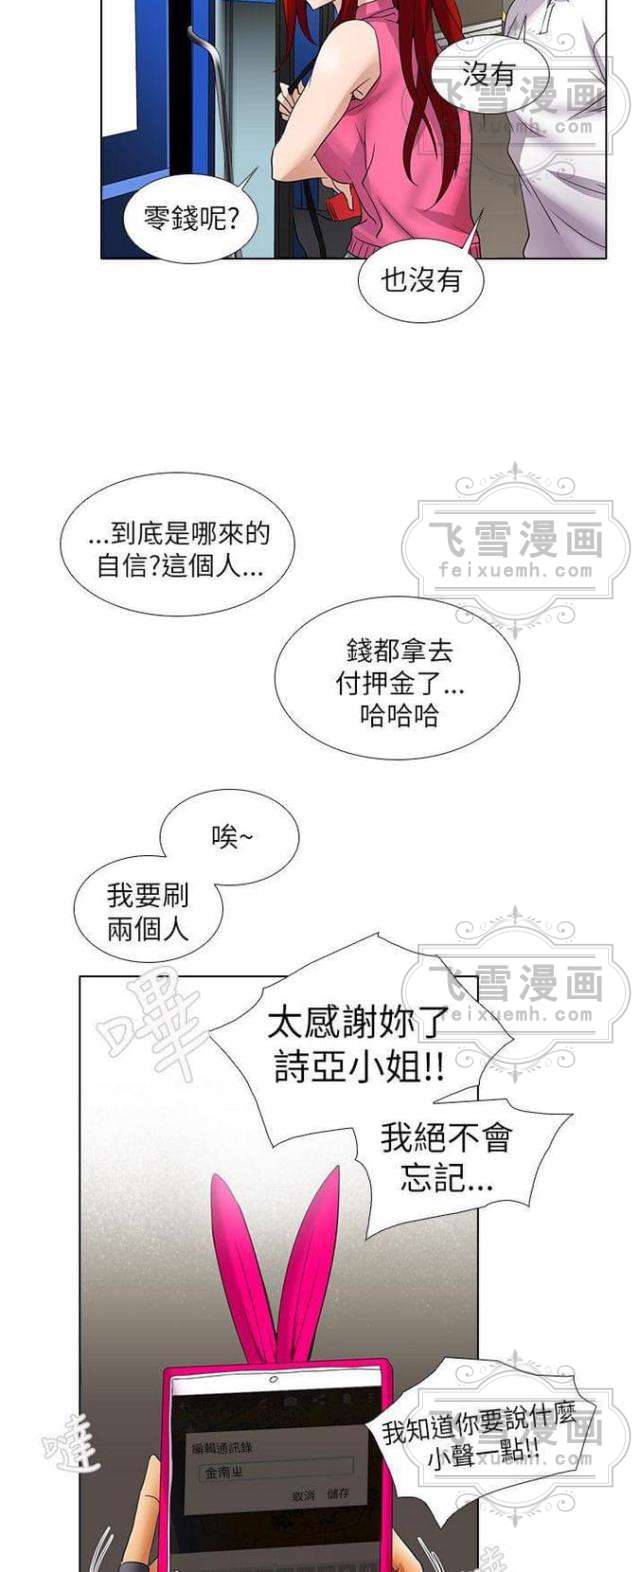 沒有
飞雪漫画
feixuemh.com
零錢呢?
也沒有
...到底是哪來的
自信?這個人...
飞雪漫画
feixuemh.com
錢都拿去
付押金了...
哈哈哈
唉~
我要刷
兩個人
飞雪漫画
feixuemh.com
嗶
太感謝妳了
詩亞小姐!!
我絕不會
忘記...
我知道你要說什麼
小聲一點!!
飞雪漫画
feixuemh.com
噠
編輯通訊錄
金南
取消 儲存